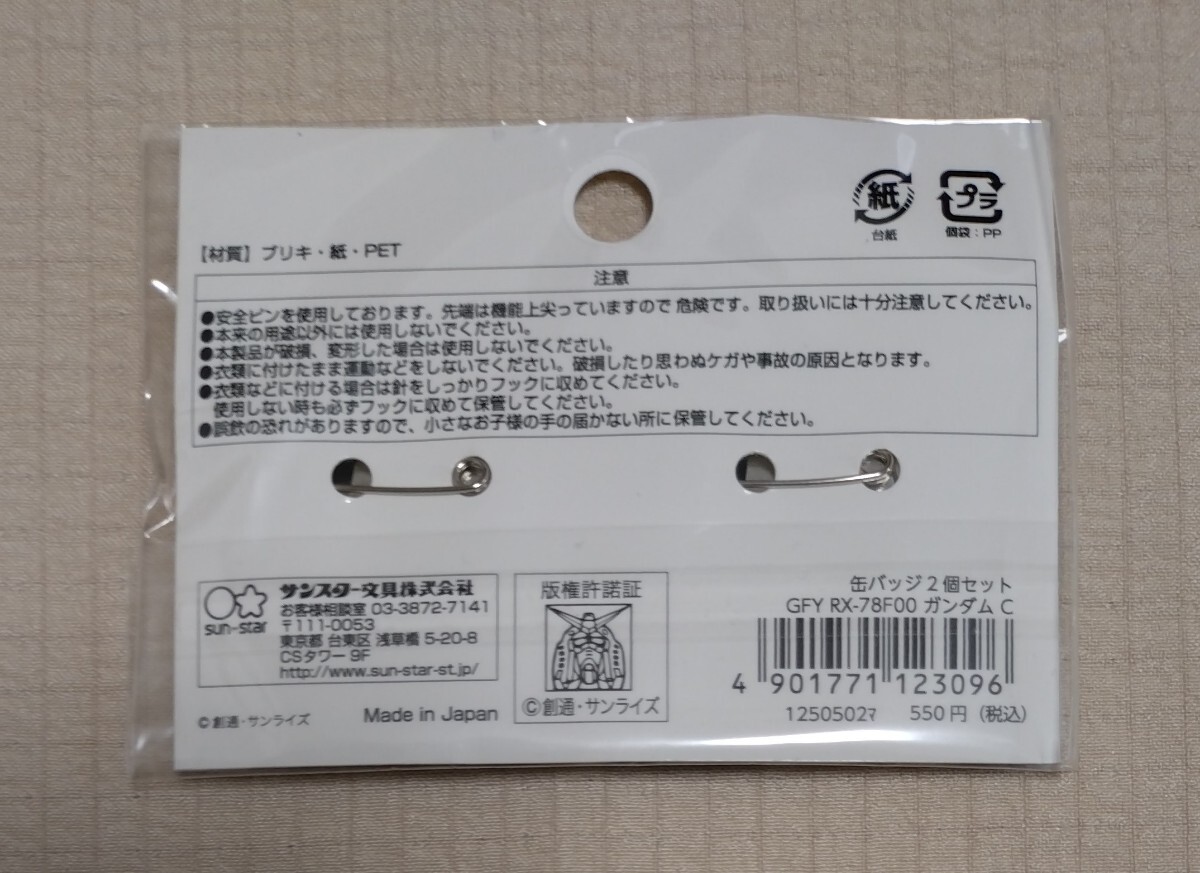 紙
台紙
プラ
個袋：PP
【材質】ブリキ・紙・PET
注意
●安全ピンを使用しております。先端は機能上尖っていますので危険です。取り扱いには十分注意してください。
●本来の用途以外には使用しないでください。
●本製品が破損、変形した場合は使用しないでください。
●衣類に付けたまま運動などをしないでください。破損したり思わぬケガや事故の原因となります。
●衣類などに付ける場合は針をしっかりフックに収めてください。
使用しない時も必ずフックに収めて保管してください。
●誤飲の恐れがありますので、小さなお子様の手の届かない所に保管してください。
sun-star
サンスター文具株式会社
お客様相談室 03-3872-7141
〒111-0053
東京都 台東区 浅草橋 5-20-8
CSタワー 9F
http://www.sun-star-st.jp/
©創通・サンライズ
Made in Japan
版権許諾証
©創通・サンライズ
缶バッジ2個セット
GFY RX-78F00 ガンダム C
4 901771 123096
1250502ﾏ 550円（税込）